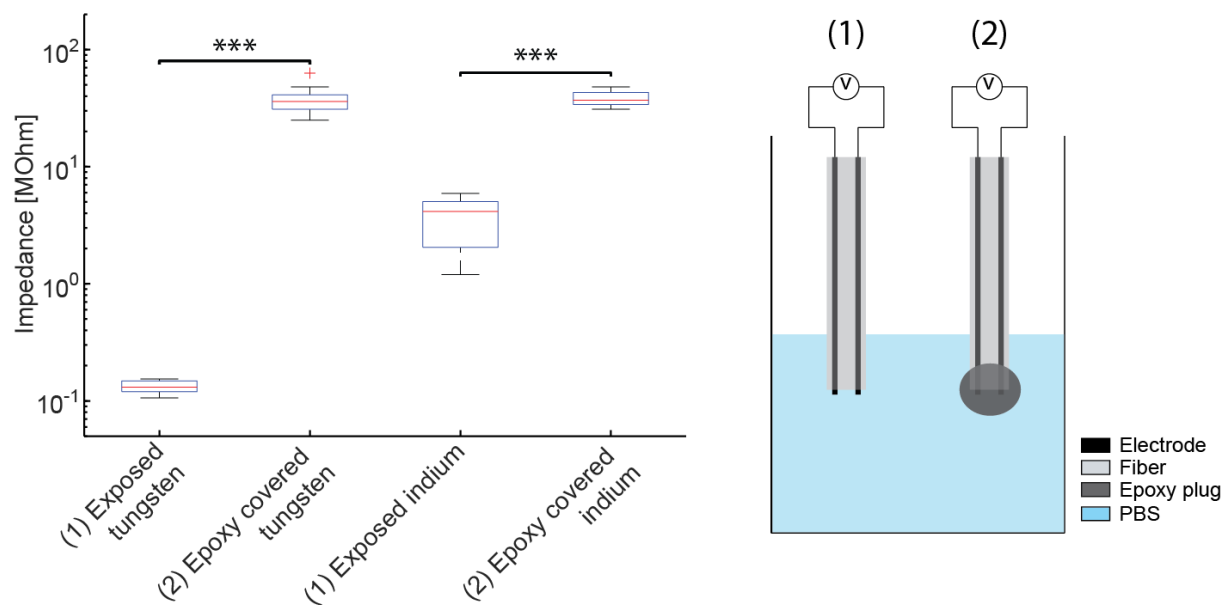 Impedance [MOhm]
10²
10¹
10⁰
10⁻¹
***
***
(1) Exposed
tungsten
(2) Epoxy covered
tungsten
(1) Exposed indium
(2) Epoxy covered
indium
(1)
(2)
V
V
Electrode
Fiber
Epoxy plug
PBS